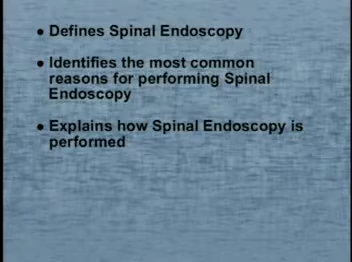 • Defines Spinal Endoscopy
• Identifies the most common
reasons for performing Spinal
Endoscopy
• Explains how Spinal Endoscopy is
performed